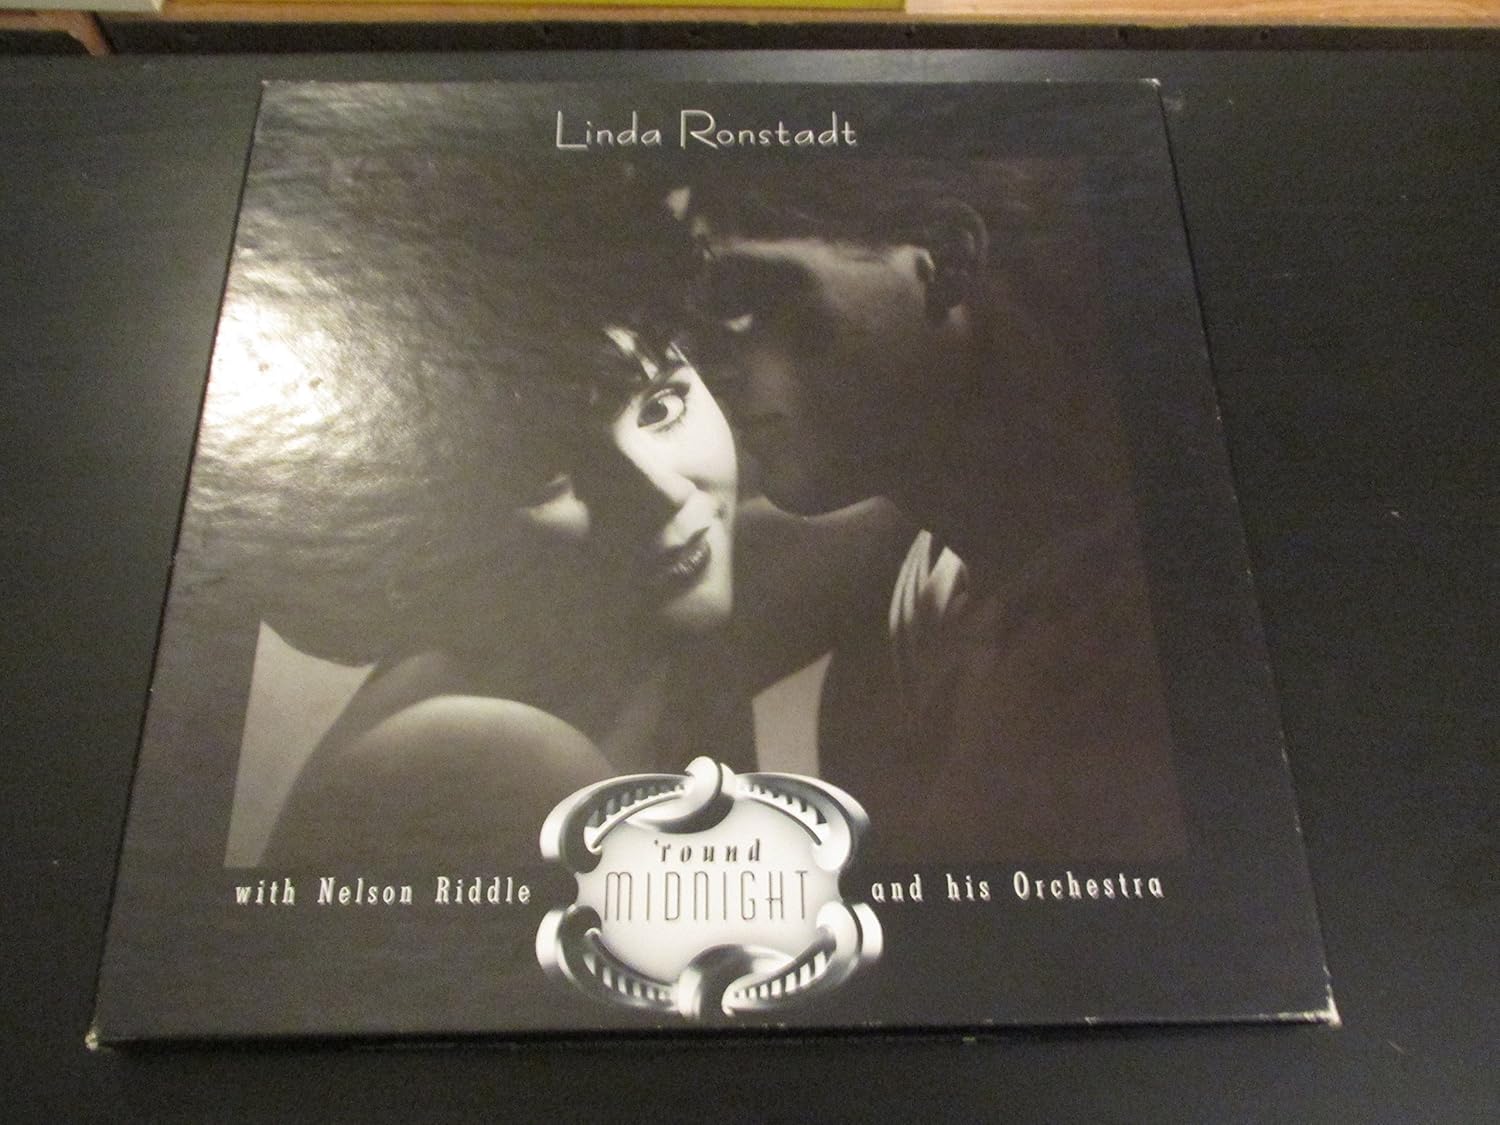 Linda Ronstadt
'round
MIDNIGHT
with Nelson Riddle and his Orchestra